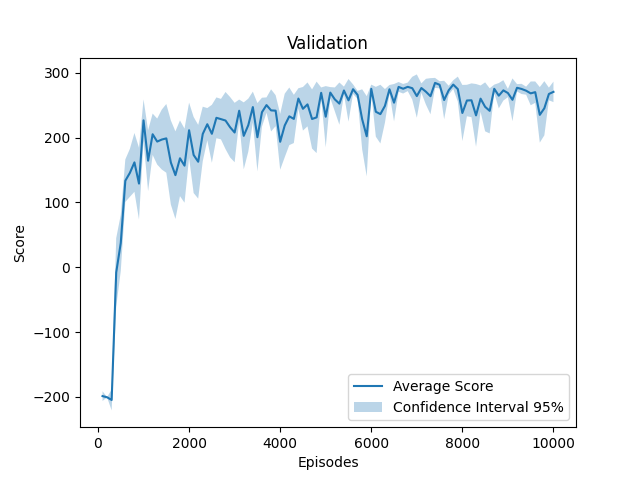 Validation
300
200
100
0
−100
−200
Score
0
2000
4000
6000
8000
10000
Episodes
Average Score
Confidence Interval 95%